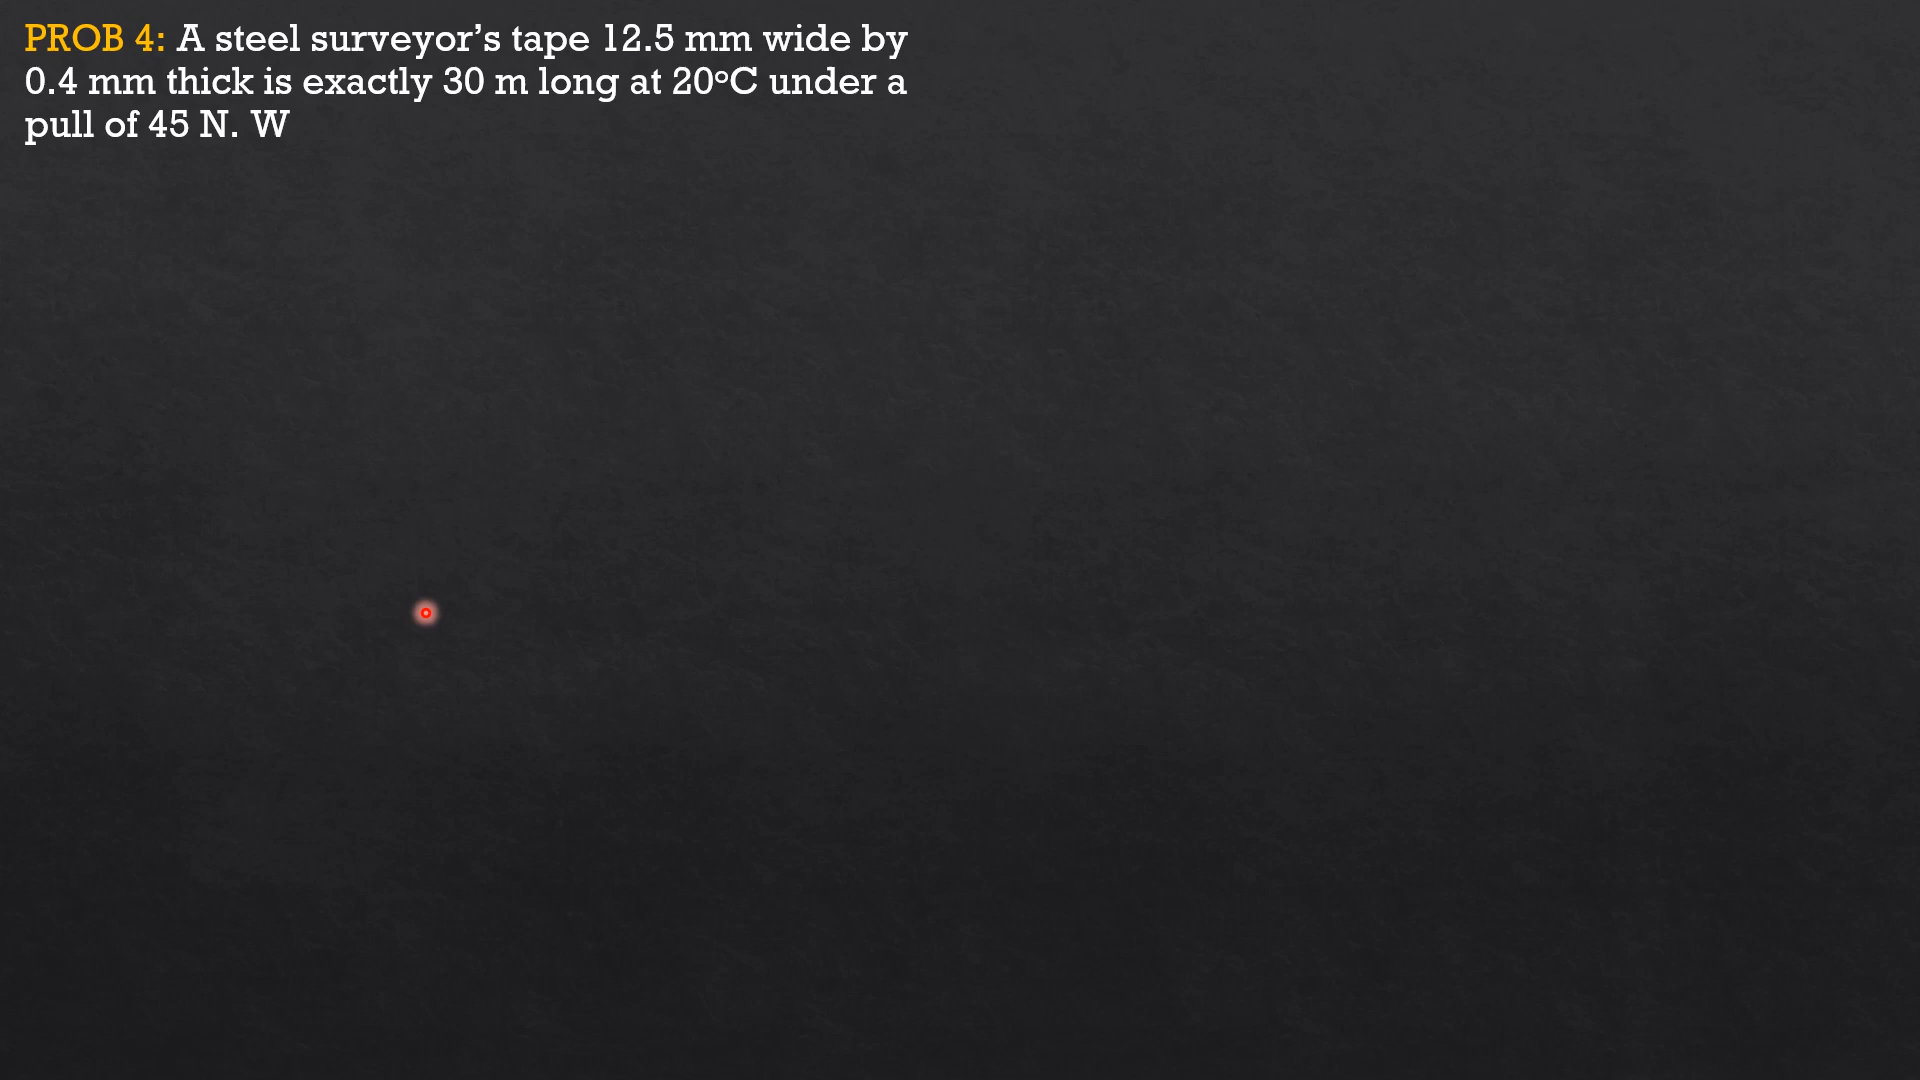 PROB 4: A steel surveyor’s tape 12.5 mm wide by
0.4 mm thick is exactly 30 m long at 20°C under a
pull of 45 N. W